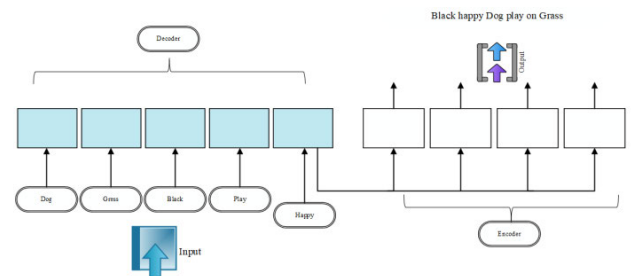 Black happy Dog play on Grass
Decoder
Output
Dog
Grass
Black
Play
Happy
Input
Encoder